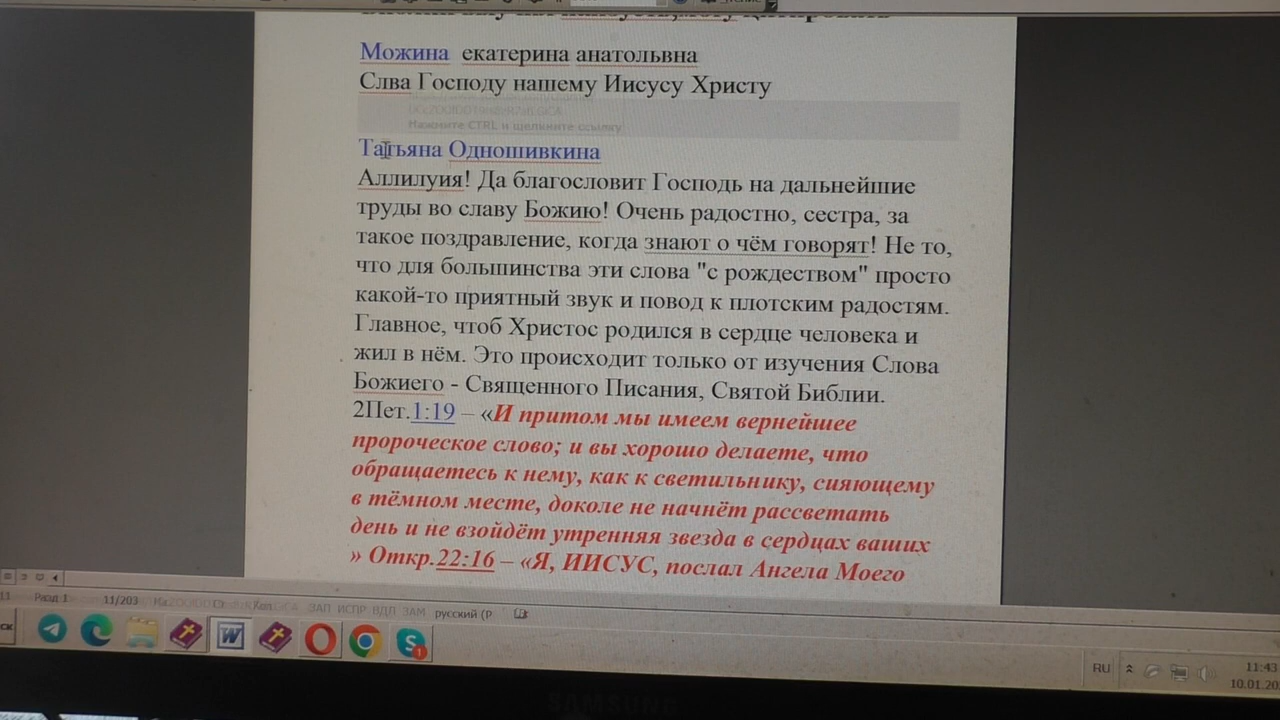 Можина екатерина анатольвна
Слва Господу нашему Иисусу Христу
Нажмите CTRL и щелкните ссылку
Татьяна Одношивкина
Аллилуия! Да благословит Господь на дальнейшие
труды во славу Божию! Очень радостно, сестра, за
такое поздравление, когда знают о чём говорят! Не то,
что для большинства эти слова "с рождеством" просто
какой-то приятный звук и повод к плотским радостям.
Главное, чтоб Христос родился в сердце человека и
жил в нём. Это происходит только от изучения Слова
Божиего - Священного Писания, Святой Библии.
2Пет.1:19 – «И притом мы имеем вернейшее
пророческое слово; и вы хорошо делаете, что
обращаетесь к нему, как к светильнику, сияющему
в тёмном месте, доколе не начнёт рассветать
день и не взойдёт утренняя звезда в сердцах ваших
» Откр.22:16 – «Я, ИИСУС, послал Ангела Моего
11/203 ЗАП ИСПР ВДЛ ЗАМ русский (Р
RU 11:43
10.01.20
SAMSUNG